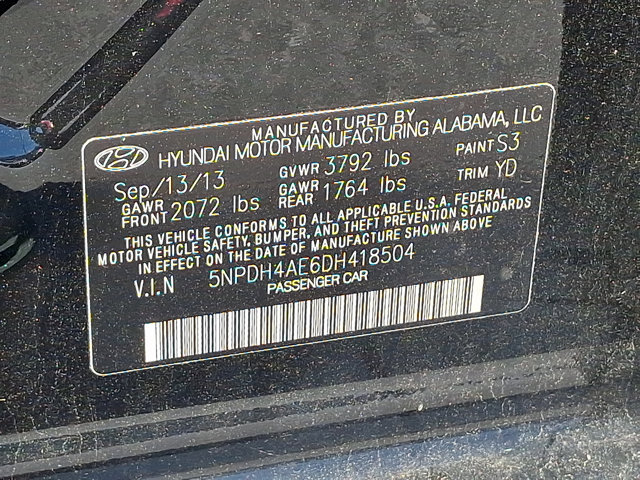 MANUFACTURED BY
HYUNDAI MOTOR MANUFACTURING ALABAMA, LLC
Sep/13/13 GVWR 3792 lbs PAINT S3
GAWR FRONT 2072 lbs GAWR REAR 1764 lbs TRIM YD
THIS VEHICLE CONFORMS TO ALL APPLICABLE U.S.A. FEDERAL
MOTOR VEHICLE SAFETY, BUMPER, AND THEFT PREVENTION STANDARDS
IN EFFECT ON THE DATE OF MANUFACTURE SHOWN ABOVE
V.I.N 5NPDH4AE6DH418504
PASSENGER CAR